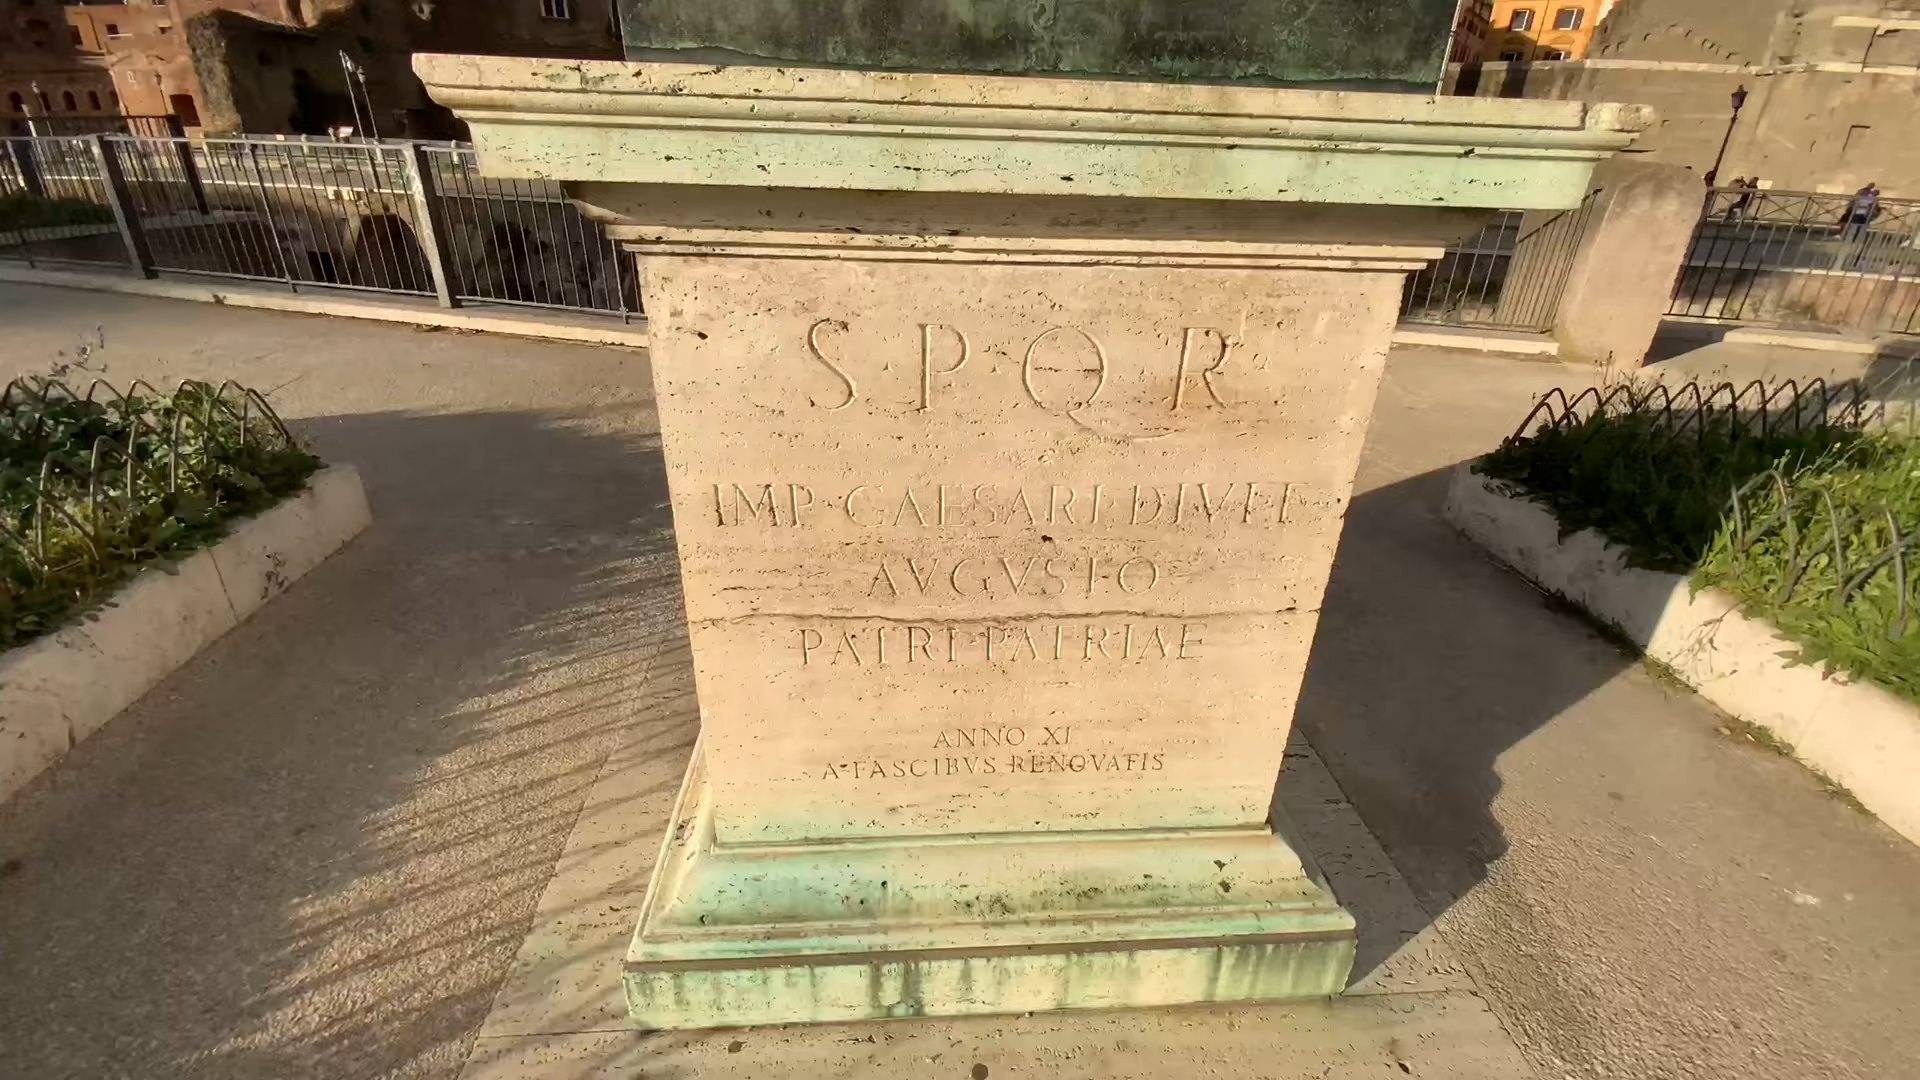 S·P·Q·R
IMP·CAESARI·DIVI·F
AVGVSTO
PATRI·PATRIAE
ANNO XI
A·FASCIBVS RENOVATIS